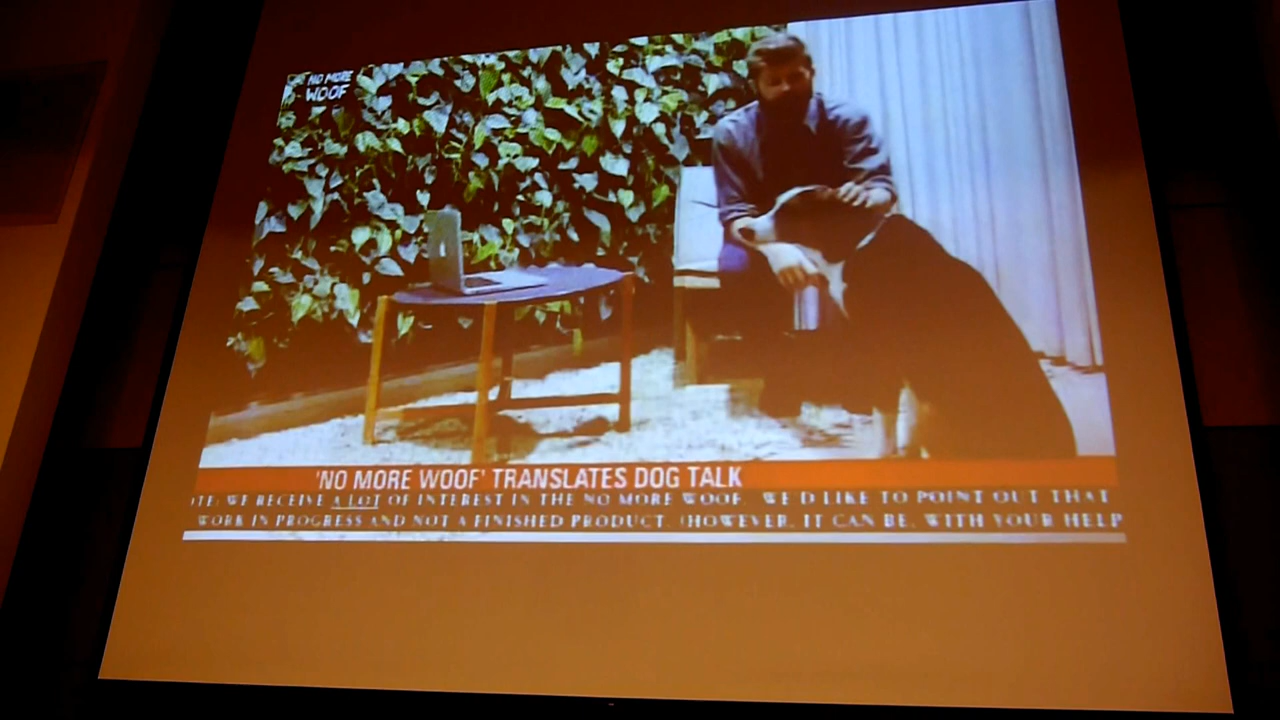 NO MORE
WOOF
'NO MORE WOOF' TRANSLATES DOG TALK
WE RECEIVE A LOT OF INTEREST IN THE NO MORE WOOF. WE'D LIKE TO POINT OUT THAT
WORK IN PROGRESS AND NOT A FINISHED PRODUCT. (HOWEVER, IT CAN BE, WITH YOUR HELP